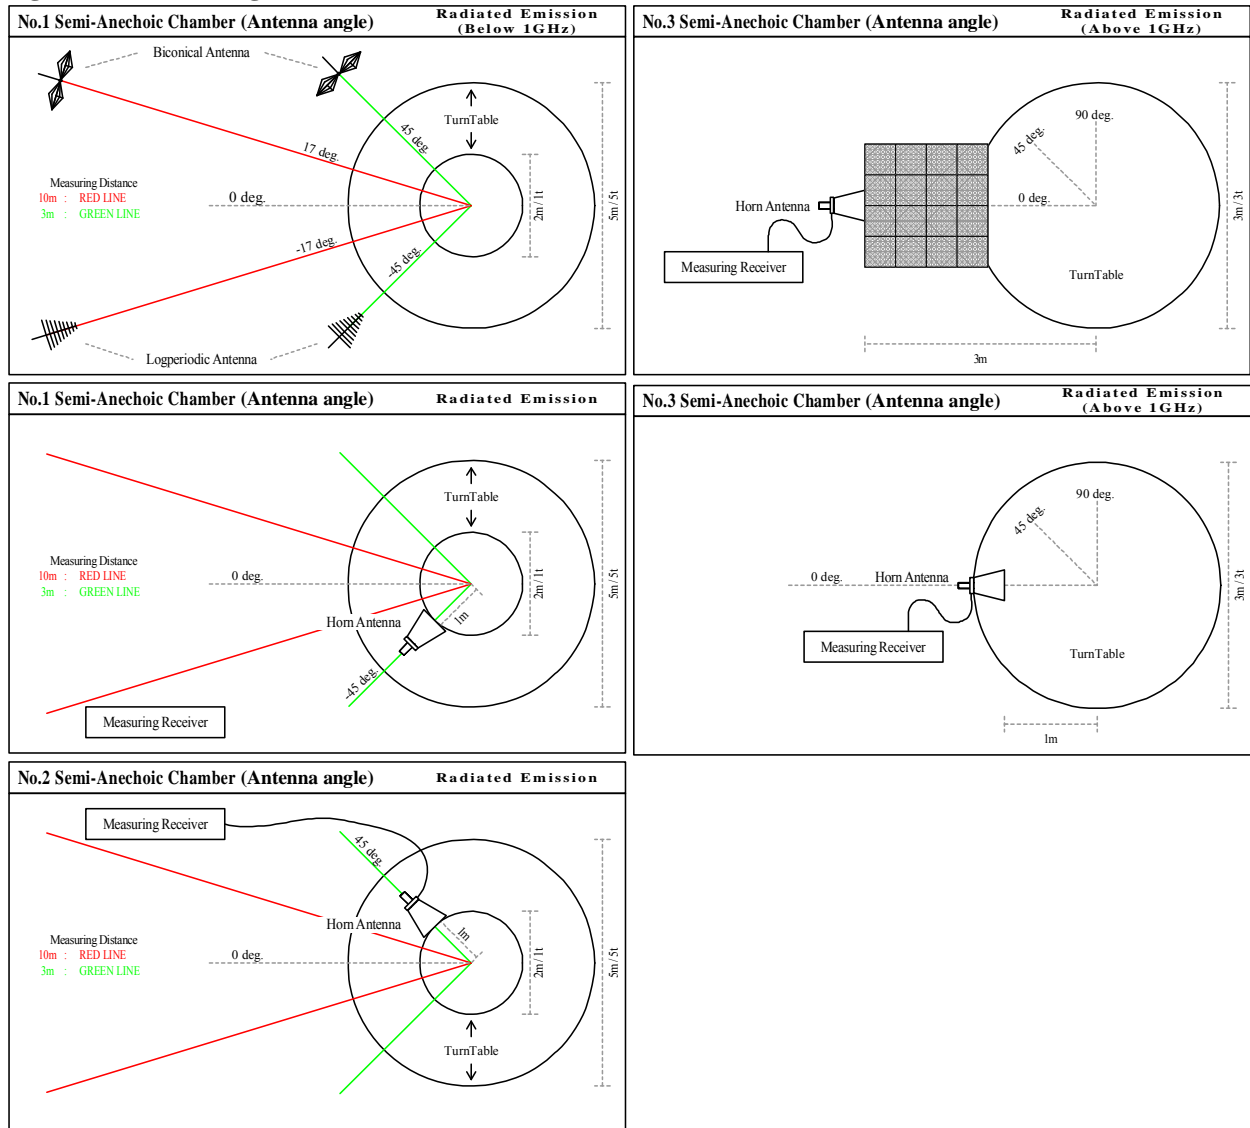 No.1 Semi-Anechoic Chamber (Antenna angle)
Radiated Emission
(Below 1GHz)
Biconical Antenna
TurnTable
45 deg.
17 deg.
Measuring Distance
10m : RED LINE
3m : GREEN LINE
0 deg.
2m/1t
5m/5t
-17 deg.
-45 deg.
Logperiodic Antenna
No.3 Semi-Anechoic Chamber (Antenna angle)
Radiated Emission
(Above 1GHz)
90 deg.
45 deg.
0 deg.
Horn Antenna
Measuring Receiver
TurnTable
3m/3t
3m
No.1 Semi-Anechoic Chamber (Antenna angle)
Radiated Emission
TurnTable
Measuring Distance
10m : RED LINE
3m : GREEN LINE
0 deg.
2m/1t
5m/5t
Horn Antenna
1m
-45 deg.
Measuring Receiver
No.3 Semi-Anechoic Chamber (Antenna angle)
Radiated Emission
(Above 1GHz)
90 deg.
45 deg.
0 deg.
Horn Antenna
Measuring Receiver
TurnTable
3m/3t
1m
No.2 Semi-Anechoic Chamber (Antenna angle)
Radiated Emission
Measuring Receiver
45 deg.
Horn Antenna
1m
Measuring Distance
10m : RED LINE
3m : GREEN LINE
0 deg.
2m/1t
5m/5t
TurnTable